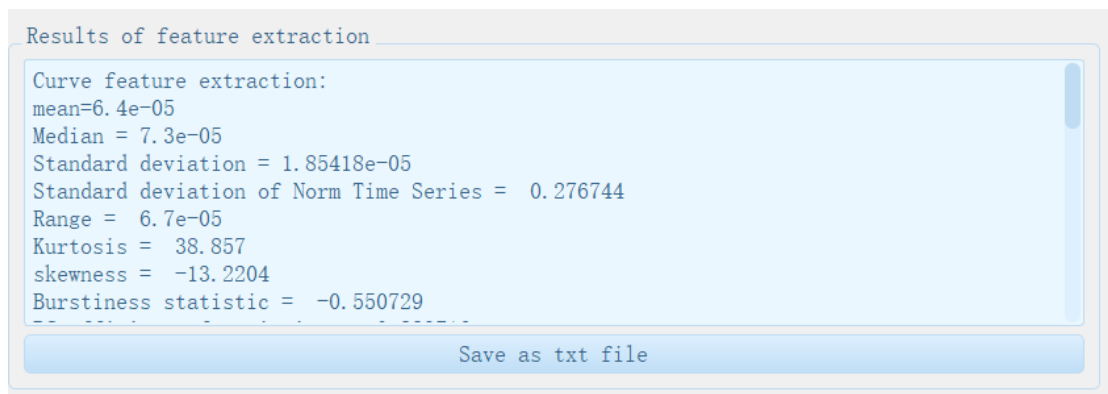 Results of feature extraction
Curve feature extraction:
mean=6.4e-05
Median = 7.3e-05
Standard deviation = 1.85418e-05
Standard deviation of Norm Time Series =  0.276744
Range =  6.7e-05
Kurtosis =  38.857
skewness =  -13.2204
Burstiness statistic =  -0.550729
Save as txt file